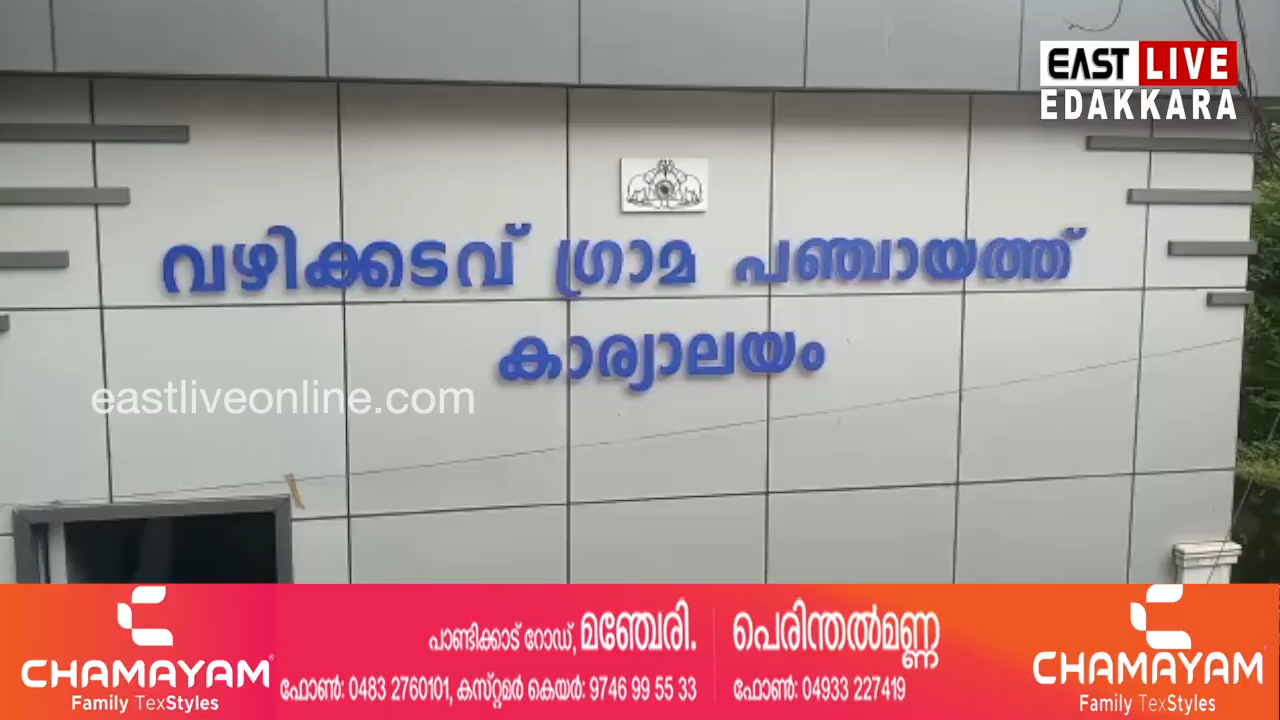 EAST LIVE
EDAKKARA
വഴിക്കടവ് ഗ്രാമ പഞ്ചായത്ത്
കാര്യാലയം
eastliveonline.com
CHAMAYAM
Family TexStyles
പാണ്ടിക്കാട് റോഡ്, മഞ്ചേരി.
ഫോൺ: 0483 2760101, കസ്റ്റമർ കെയർ: 9746 99 55 33
പെരിന്തൽമണ്ണ
ഫോൺ: 04933 227419
CHAMAYAM
Family TexStyles